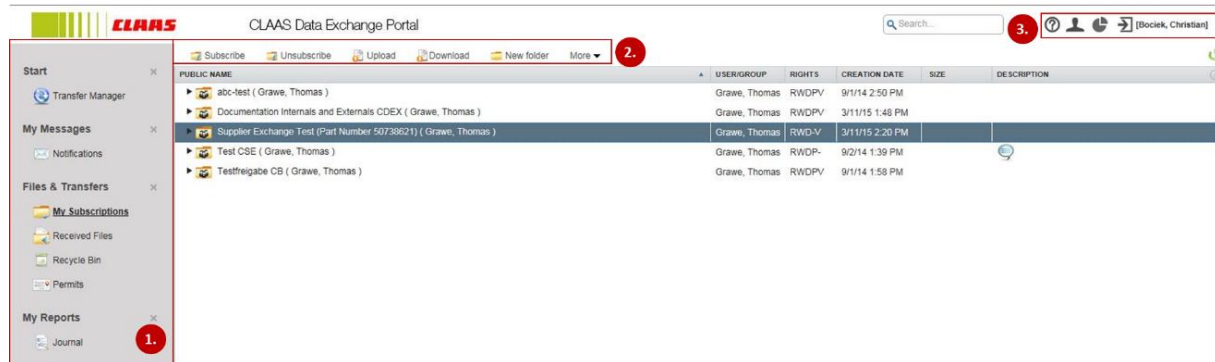 CLAAS CLAAS Data Exchange Portal Search... 3. [Bociek, Christian]
Subscribe Unsubscribe Upload Download New folder More 2.
Start
Transfer Manager
My Messages
Notifications
Files & Transfers
My Subscriptions
Received Files
Recycle Bin
Permits
My Reports
Journal 1.
PUBLIC NAME USER/GROUP RIGHTS CREATION DATE SIZE DESCRIPTION
abc-test ( Grawe, Thomas ) Grawe, Thomas RWDPV 9/1/14 2:50 PM
Documentation Internals and Externals CDEX ( Grawe, Thomas ) Grawe, Thomas RWDPV 3/11/15 1:48 PM
Supplier Exchange Test (Part Number 50738621) ( Grawe, Thomas ) Grawe, Thomas RWD-V 3/11/15 2:20 PM
Test CSE ( Grawe, Thomas ) Grawe, Thomas RWDP- 9/2/14 1:39 PM
Testfreigabe CB ( Grawe, Thomas ) Grawe, Thomas RWDPV 9/1/14 1:58 PM